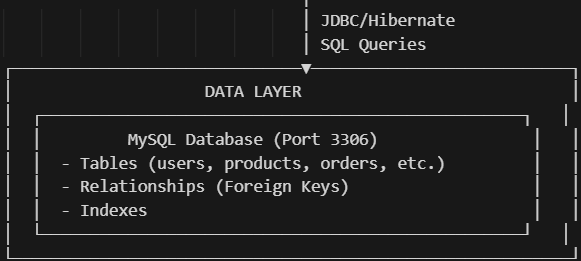 JDBC/Hibernate
SQL Queries
DATA LAYER
MySQL Database (Port 3306)
- Tables (users, products, orders, etc.)
- Relationships (Foreign Keys)
- Indexes